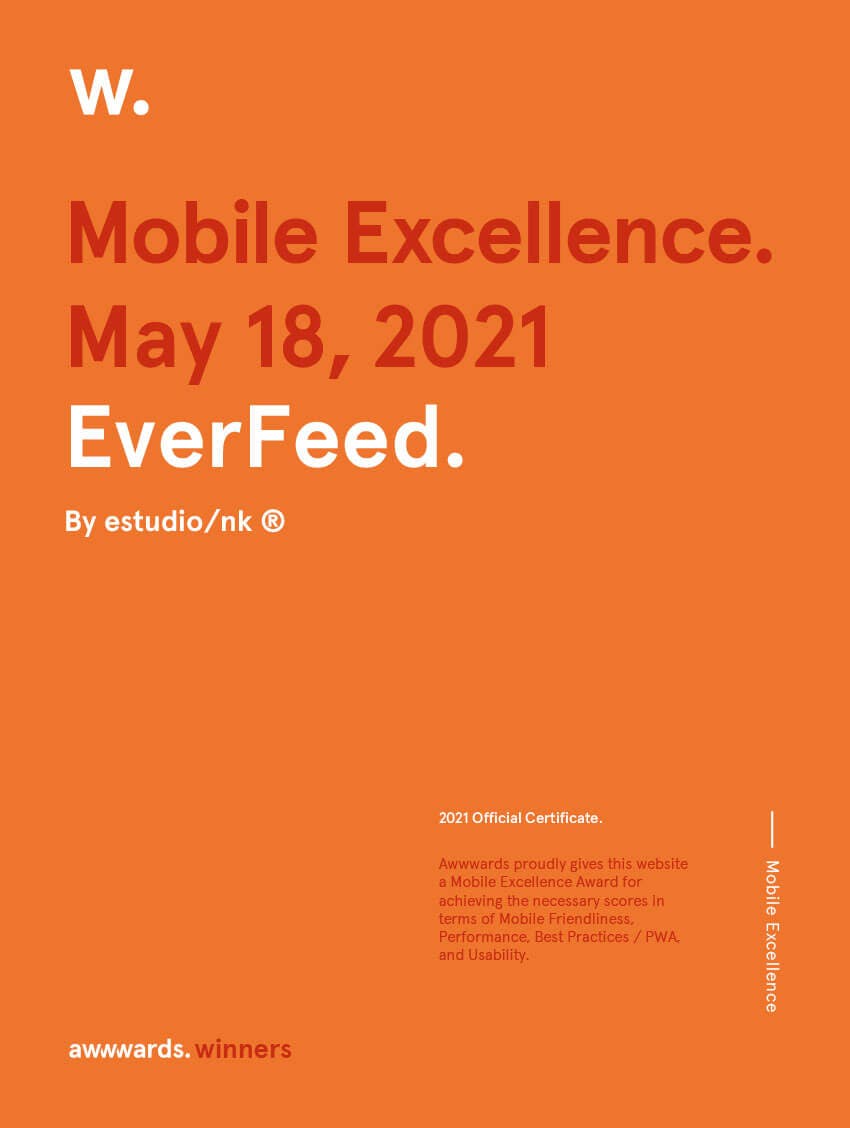 w.
Mobile Excellence.
May 18, 2021
EverFeed.
By estudio/nk ®
2021 Official Certificate.
Awwwards proudly gives this website
a Mobile Excellence Award for
achieving the necessary scores in
terms of Mobile Friendliness,
Performance, Best Practices / PWA,
and Usability.
Mobile Excellence
awwwards. winners